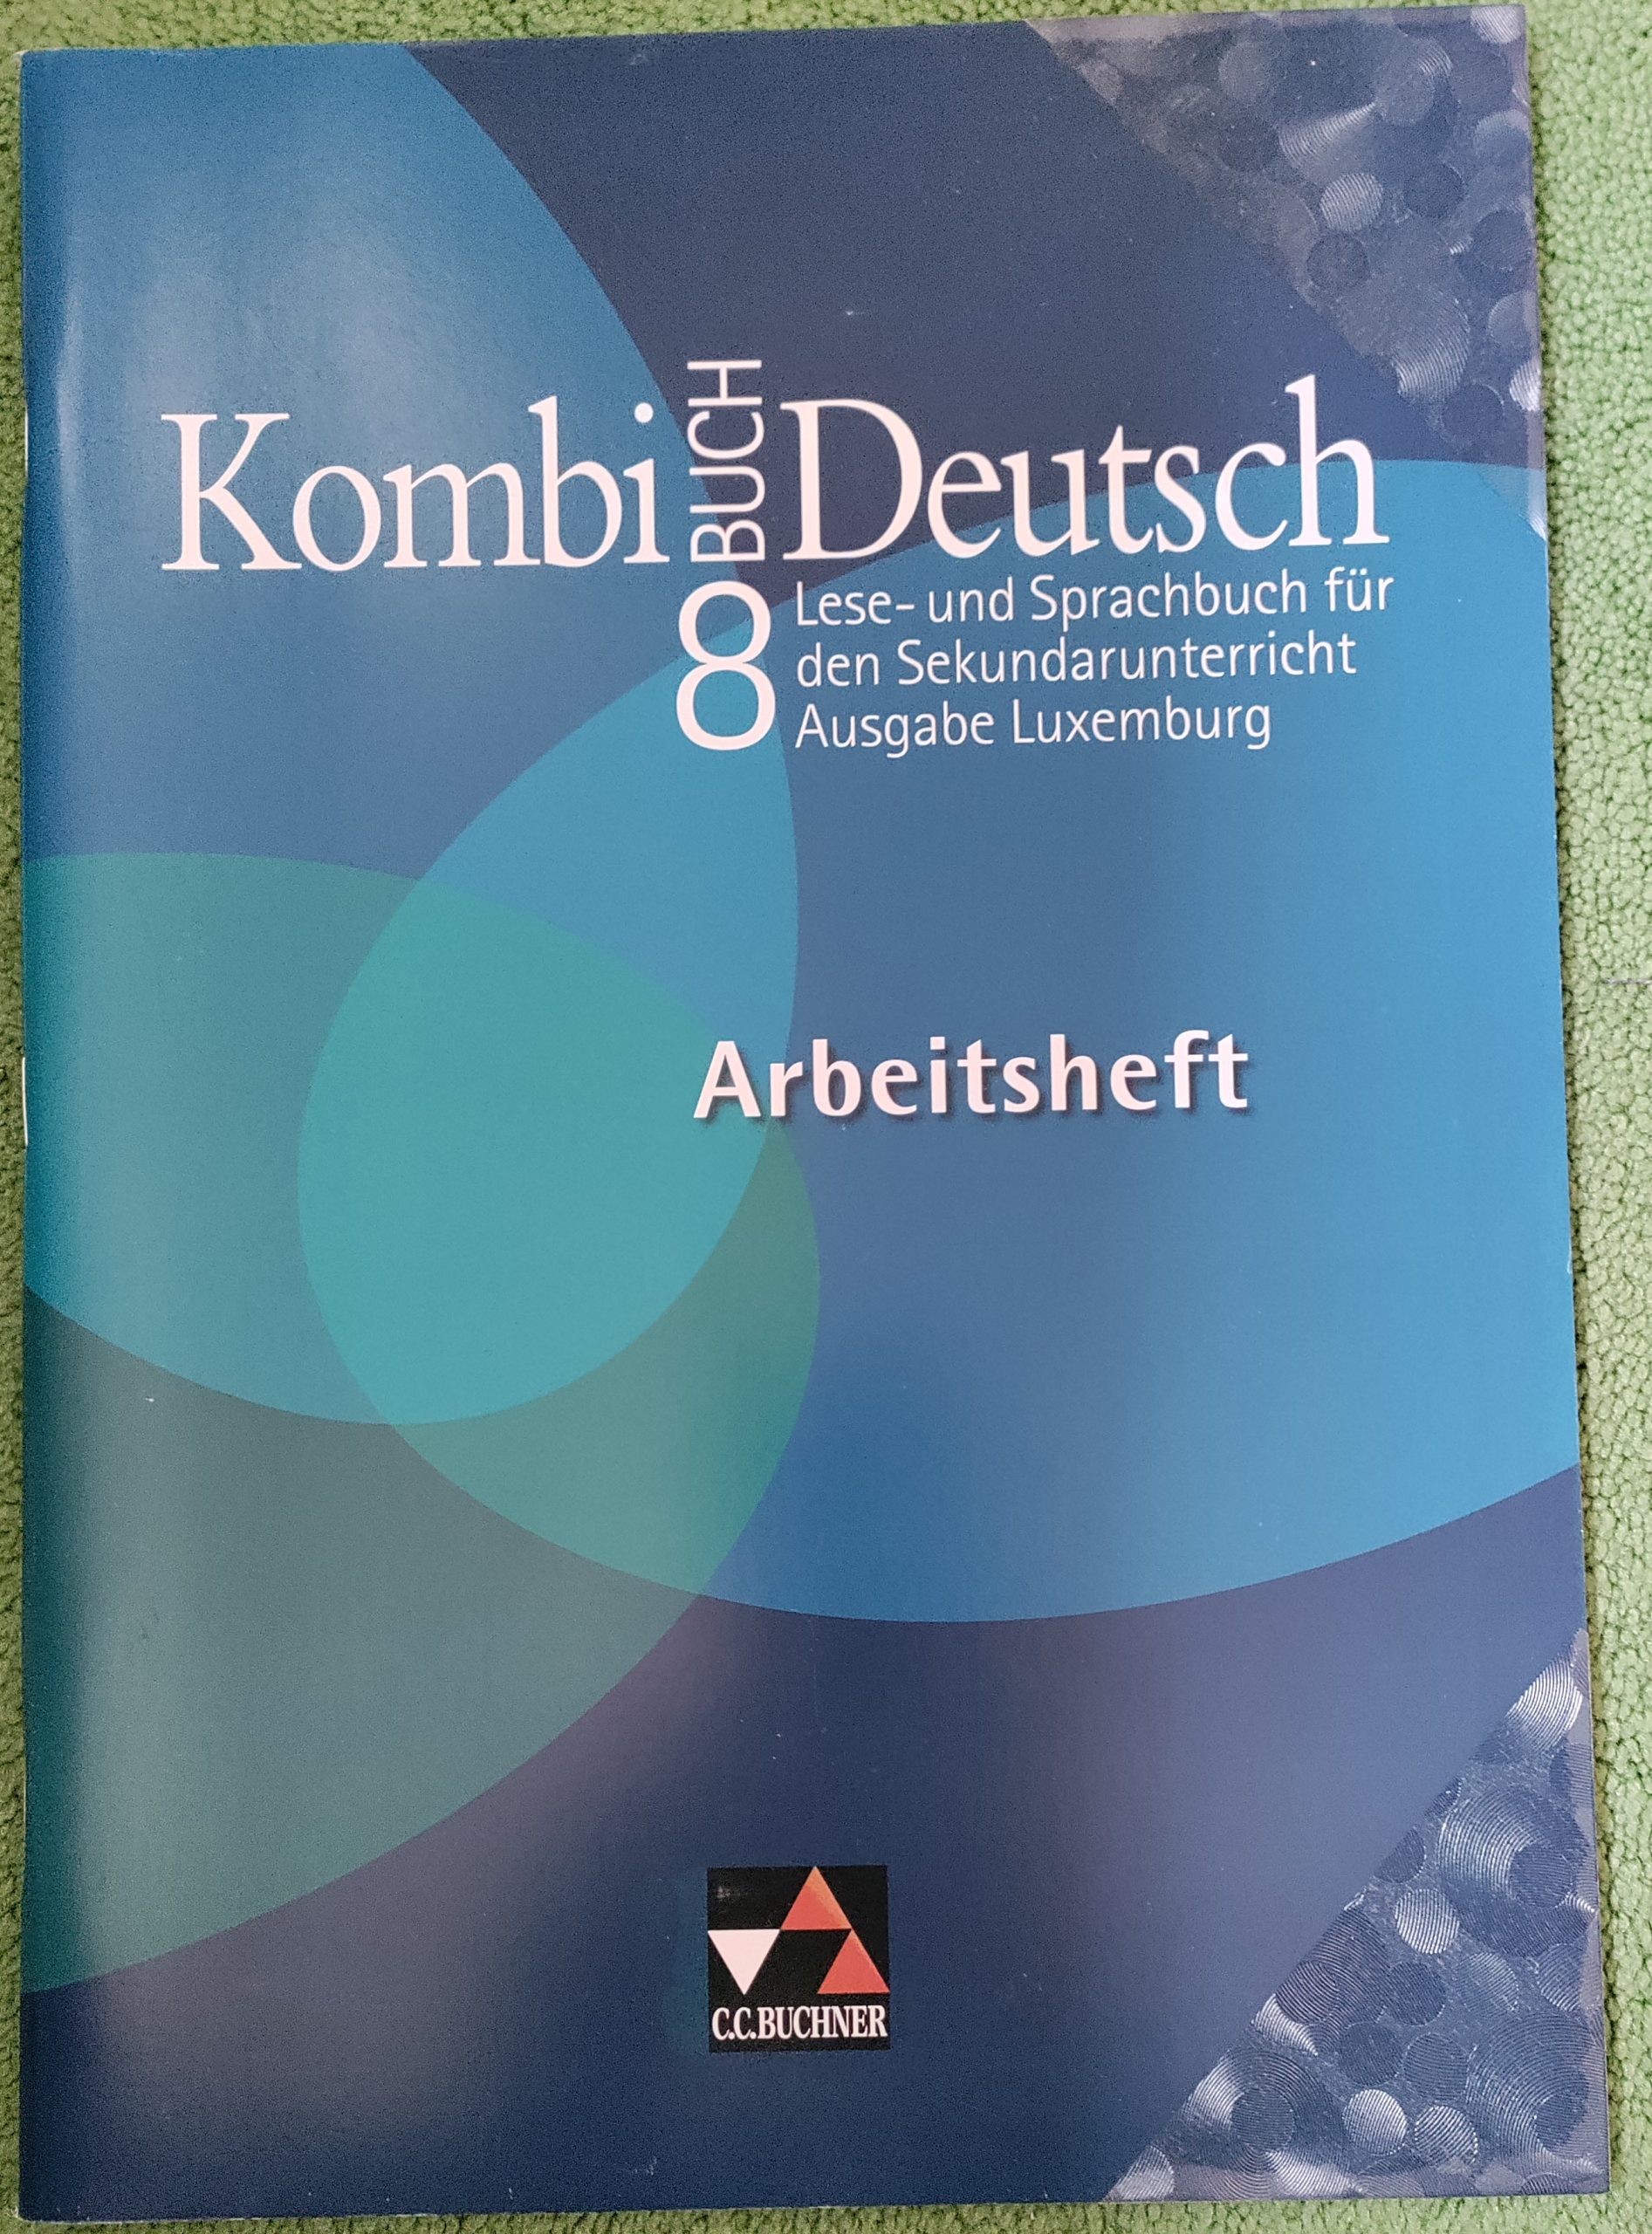 Kombi BUCH Deutsch
8
Lese- und Sprachbuch für
den Sekundarunterricht
Ausgabe Luxemburg
Arbeitsheft
C.C.BUCHNER